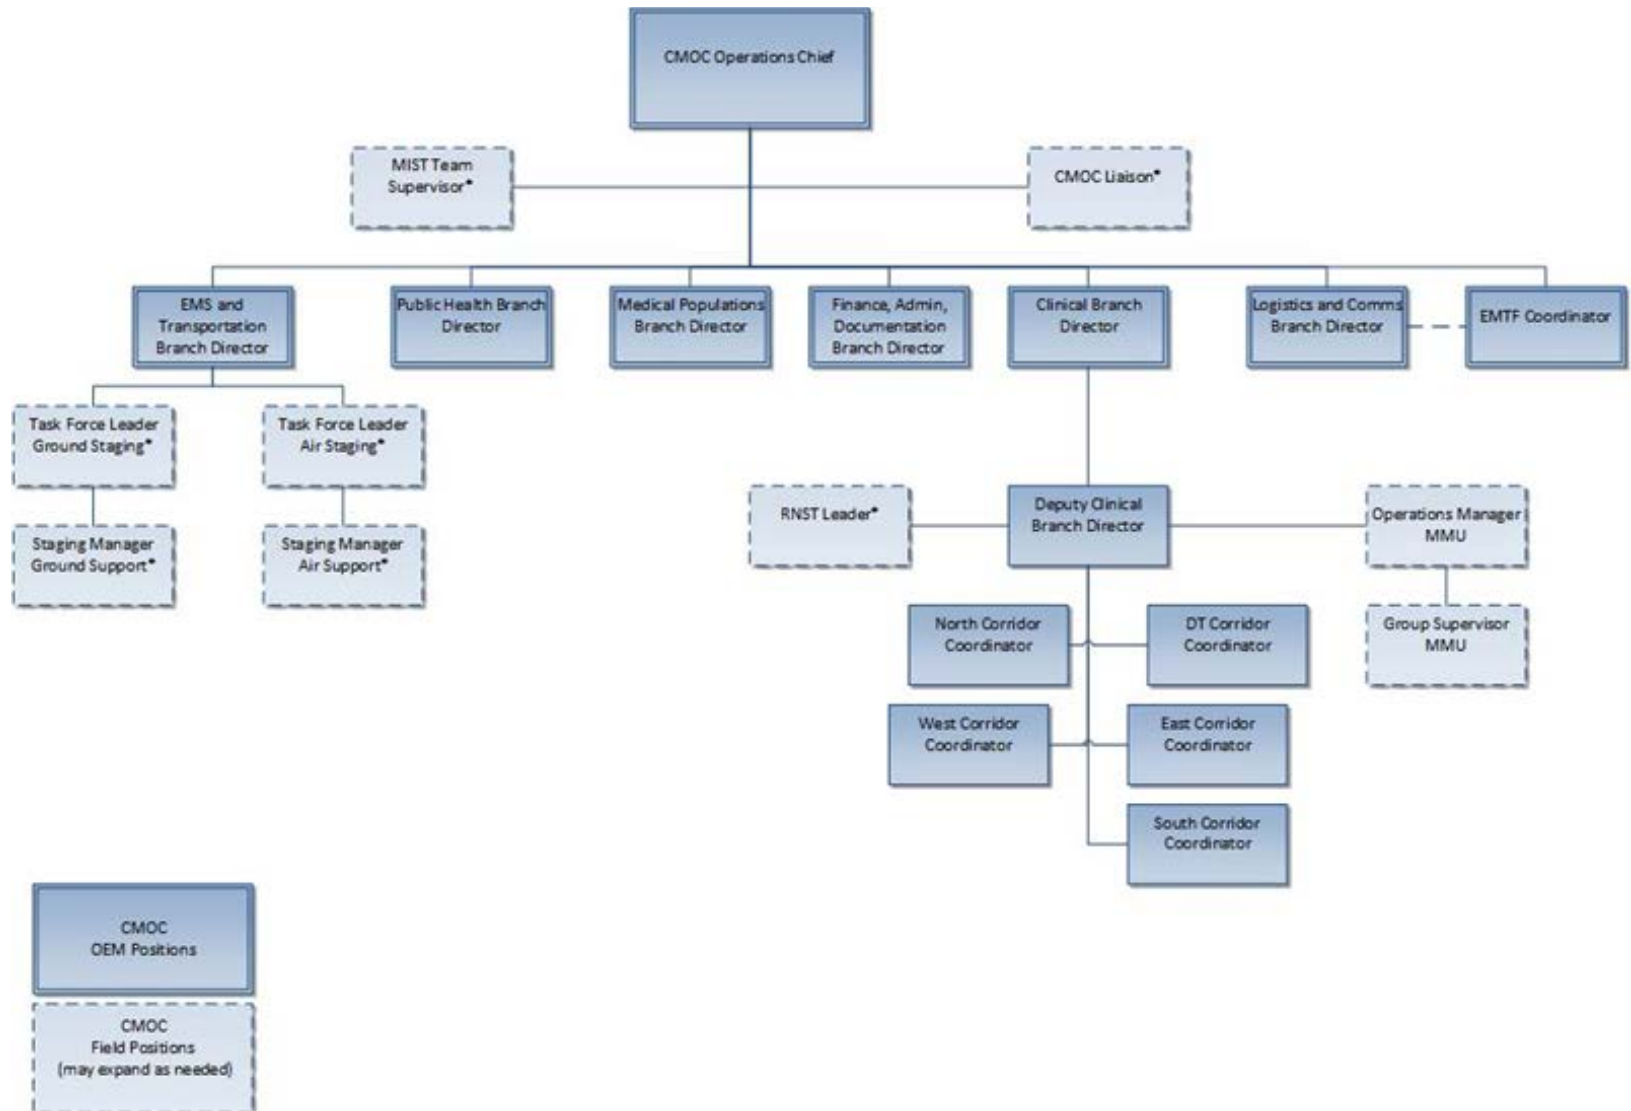 CMOC Operations Chief
MIST Team
Supervisor*
CMOC Liaison*
EMS and
Transportation
Branch Director
Public Health Branch
Director
Medical Populations
Branch Director
Finance, Admin,
Documentation
Branch Director
Clinical Branch
Director
Logistics and Comms
Branch Director
EMTF Coordinator
Task Force Leader
Ground Staging*
Task Force Leader
Air Staging*
RNST Leader*
Deputy Clinical
Branch Director
Operations Manager
MMU
Staging Manager
Ground Support*
Staging Manager
Air Support*
North Corridor
Coordinator
DT Corridor
Coordinator
Group Supervisor
MMU
West Corridor
Coordinator
East Corridor
Coordinator
South Corridor
Coordinator
CMOC
OEM Positions
CMOC
Field Positions
(may expand as needed)